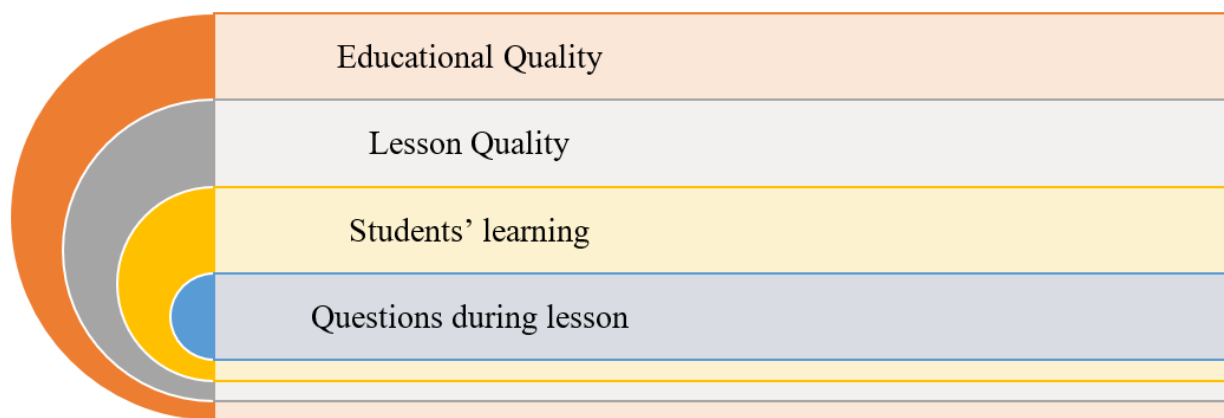 Educational Quality
Lesson Quality
Students’ learning
Questions during lesson